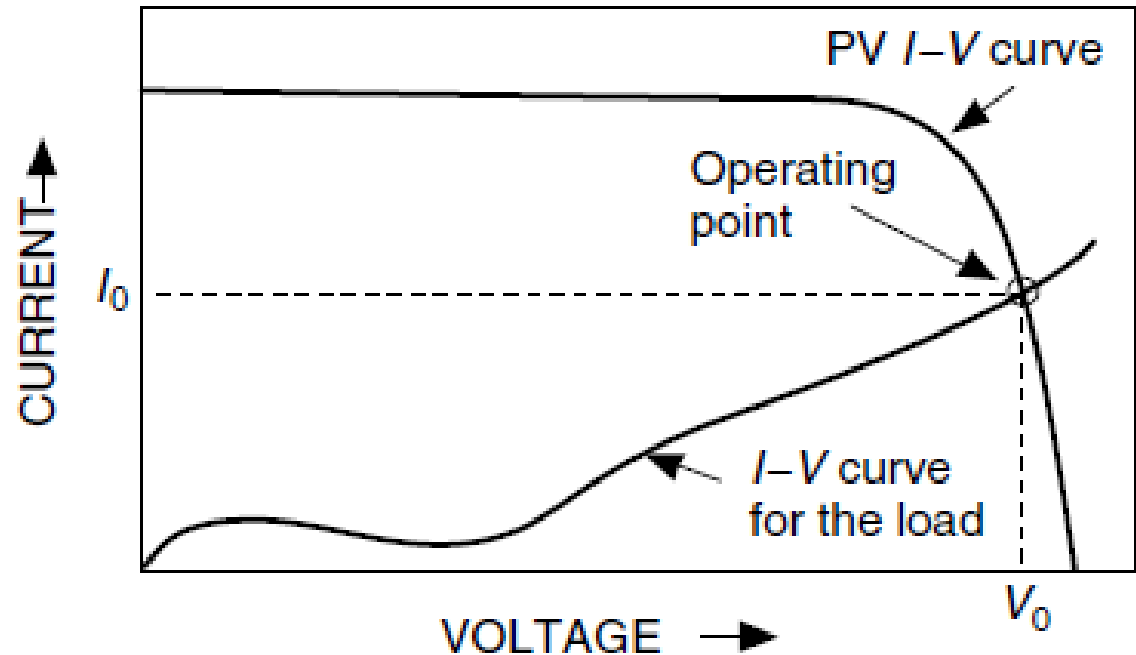 PV I–V curve
Operating
point
CURRENT
I0
I–V curve
for the load
V0
VOLTAGE